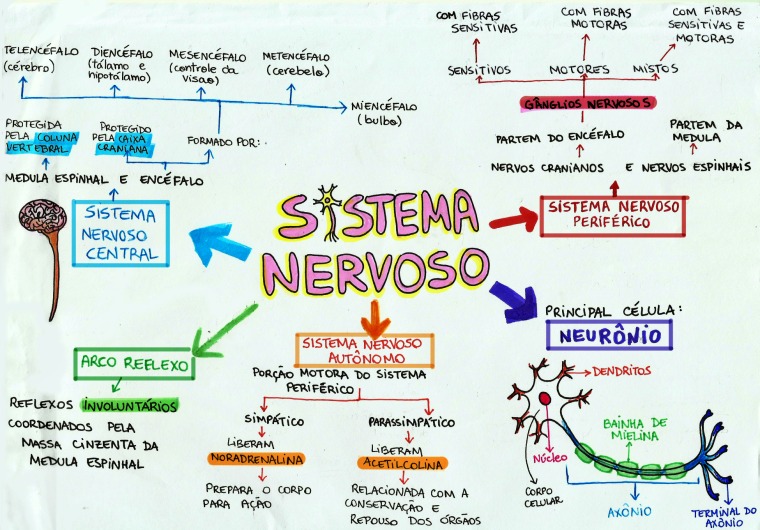 SISTEMA
NERVOSO
TELENCÉFALO
(cérebro)
DIENCÉFALO
(tálamo e
hipotálamo)
MESENCÉFALO
(controle da
visão)
METENCÉFALO
(cerebelo)
MIENCÉFALO
(bulbo)
PROTEGIDA
PELA COLUNA
VERTEBRAL
PROTEGIDO
PELA CAIXA
CRANIANA
FORMADO POR:
MEDULA ESPINHAL E ENCÉFALO
SISTEMA
NERVOSO
CENTRAL
COM FIBRAS
SENSITIVAS
COM FIBRAS
MOTORAS
COM FIBRAS
SENSITIVAS E
MOTORAS
SENSITIVOS
MOTORES
MISTOS
GÂNGLIOS NERVOSOS
PARTEM DO ENCÉFALO
PARTEM DA
MEDULA
NERVOS CRANIANOS E NERVOS ESPINHAIS
SISTEMA NERVOSO
PERIFÉRICO
PRINCIPAL CÉLULA:
NEURÔNIO
DENDRITOS
BAINHA DE
MIELINA
NÚCLEO
CORPO
CELULAR
AXÔNIO
TERMINAL DO
AXÔNIO
SISTEMA NERVOSO
AUTÔNOMO
PORÇÃO MOTORA DO SISTEMA
PERIFÉRICO
SIMPÁTICO
LIBERAM
NORADRENALINA
PREPARA O CORPO
PARA AÇÃO
PARASSIMPÁTICO
LIBERAM
ACETILCOLINA
RELACIONADA COM A
CONSERVAÇÃO E
REPOUSO DOS ÓRGÃOS
ARCO REFLEXO
REFLEXOS INVOLUNTÁRIOS
COORDENADOS PELA
MASSA CINZENTA DA
MEDULA ESPINHAL